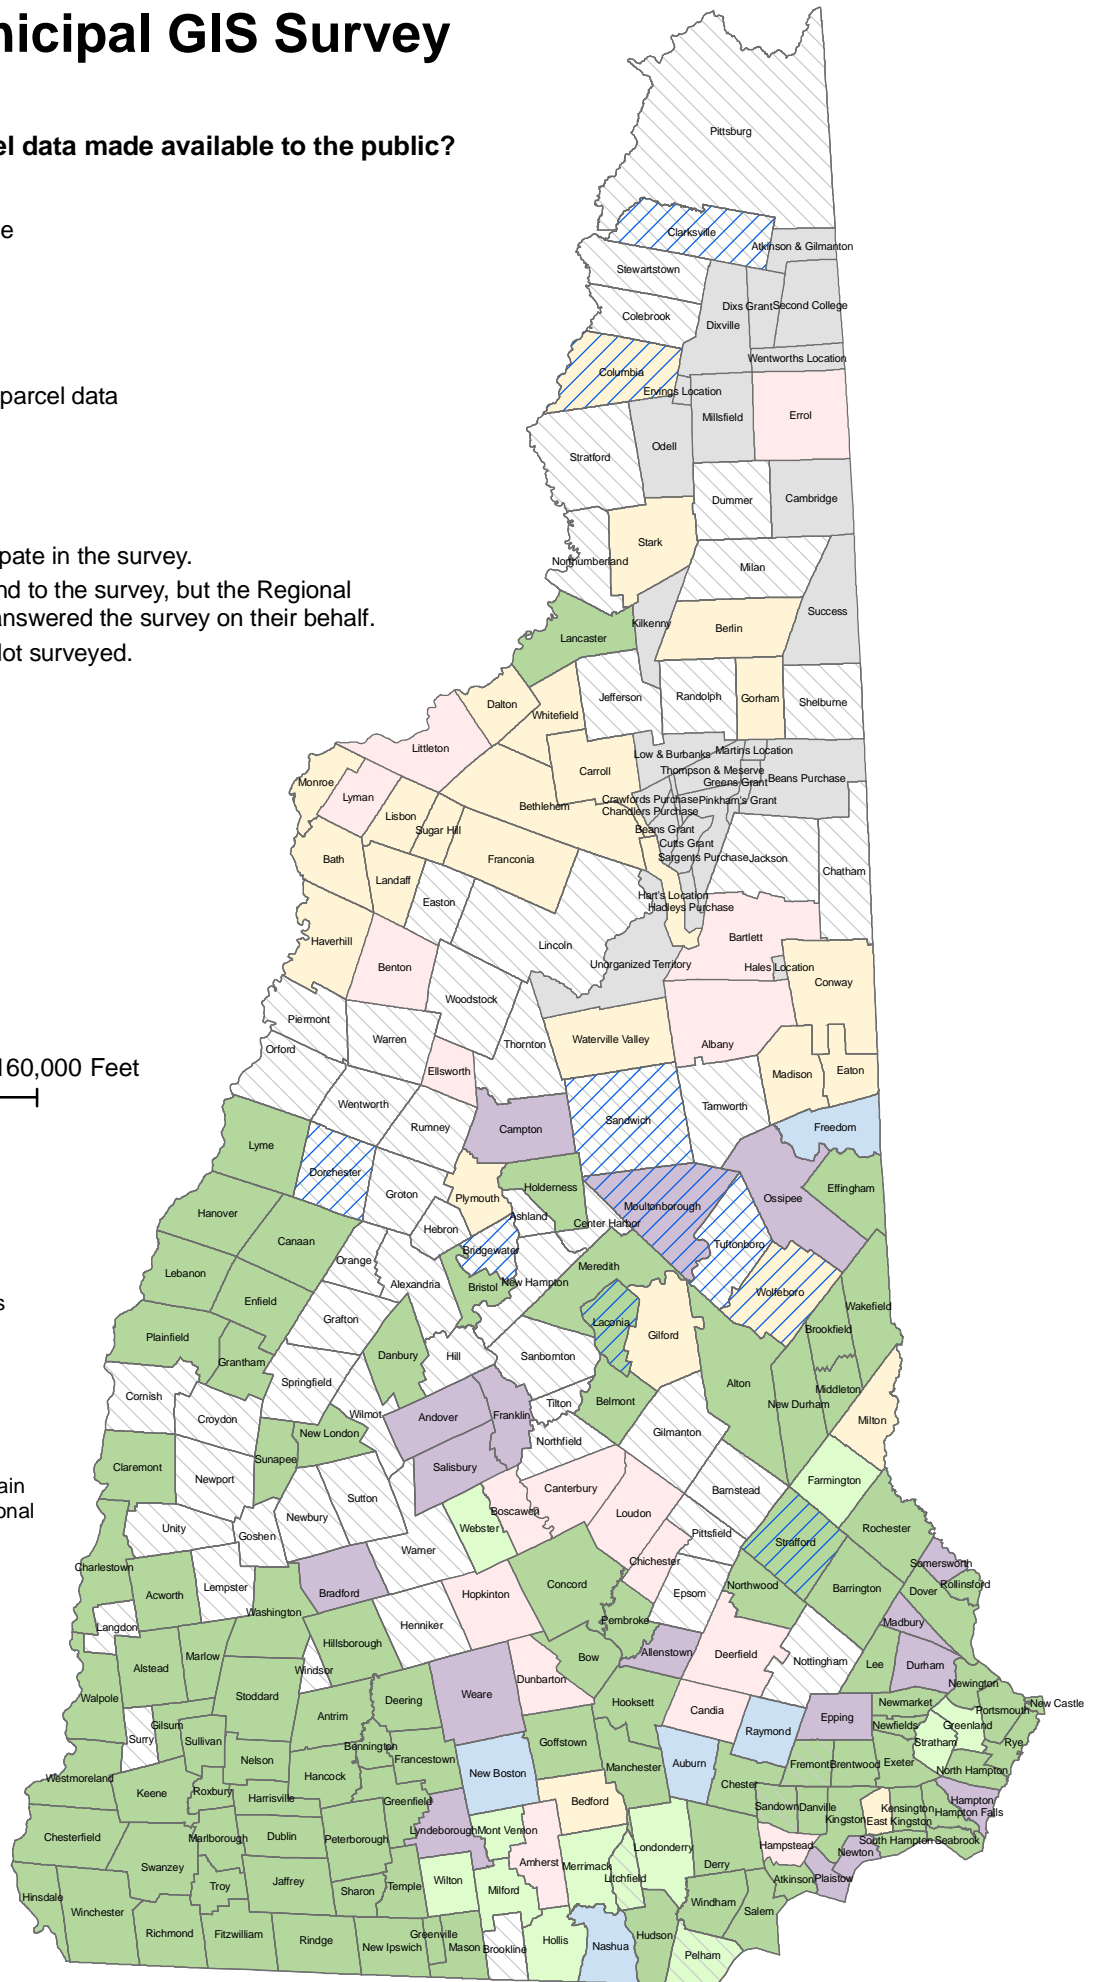 nicipal GIS Survey
el data made available to the public?
e
parcel data
pate in the survey.
nd to the survey, but the Regional
answered the survey on their behalf.
lot surveyed.
160,000 Feet
s
ain
onal
Pittsburg
Clarksville
Atkinson & Gilmanton
Stewartstown
Dixs Grant
Second College
Colebrook
Dixville
Wentworths Location
Columbia
Ervings Location
Millsfield
Errol
Odell
Stratford
Dummer
Cambridge
Stark
Northumberland
Milan
Success
Kilkenny
Berlin
Lancaster
Jefferson
Randolph
Gorham
Shelburne
Dalton
Whitefield
Littleton
Low & Burbanks
Martins Location
Carroll
Thompson & Meserve
Beans Purchase
Monroe
Greens Grant
Lyman
Crawfords Purchase
Pinkham's Grant
Bethlehem
Chandlers Purchase
Lisbon
Sugar Hill
Beans Grant
Cutts Grant
Bath
Franconia
Sargents Purchase
Jackson
Landaff
Chatham
Easton
Hart's Location
Hadleys Purchase
Haverhill
Lincoln
Bartlett
Benton
Unorganized Territory
Hales Location
Conway
Woodstock
Piermont
Warren
Waterville Valley
Thornton
Albany
Orford
Ellsworth
Madison
Eaton
Wentworth
Tamworth
Rumney
Campton
Sandwich
Freedom
Lyme
Dorchester
Groton
Plymouth
Holderness
Effingham
Ossipee
Moultonborough
Hanover
Ashland
Center Harbor
Hebron
Canaan
Tuftonboro
Bridgewater
Orange
Lebanon
Meredith
Alexandria
Bristol
New Hampton
Wolfeboro
Enfield
Wakefield
Grafton
Laconia
Brookfield
Plainfield
Gilford
Danbury
Hill
Sanbornton
Grantham
Springfield
Alton
Middleton
Cornish
Belmont
New Durham
Tilton
Wilmot
Andover
Franklin
Croydon
Milton
New London
Gilmanton
Northfield
Sunapee
Claremont
Salisbury
Newport
Farmington
Canterbury
Barnstead
Sutton
Boscawen
Loudon
Newbury
Webster
Unity
Rochester
Goshen
Pittsfield
Strafford
Warner
Chichester
Charlestown
Somersworth
Concord
Northwood
Rollinsford
Lempster
Barrington
Dover
Acworth
Bradford
Hopkinton
Epsom
Washington
Pembroke
Madbury
Langdon
Henniker
Hillsborough
Allenstown
Deerfield
Bow
Marlow
Nottingham
Lee
Durham
Alstead
Windsor
Dunbarton
Newington
Stoddard
Weare
Walpole
Deering
Hooksett
Newmarket
New Castle
Candia
Portsmouth
Antrim
Epping
Gilsum
Newfields
Greenland
Raymond
Surry
Sullivan
Goffstown
Stratham
Rye
Bennington
Nelson
Francestown
Auburn
Fremont
Brentwood
Exeter
Manchester
New Boston
North Hampton
Westmoreland
Hancock
Chester
Keene
Roxbury
Harrisville
Greenfield
Bedford
Hampton
Sandown
Danville
Kensington
Hampton Falls
Kingston
East Kingston
Chesterfield
Marlborough
Dublin
Peterborough
Lyndeborough
Mont Vernon
South Hampton
Seabrook
Londonderry
Hampstead
Newton
Swanzey
Amherst
Merrimack
Derry
Litchfield
Jaffrey
Wilton
Atkinson
Plaistow
Troy
Sharon
Temple
Milford
Hinsdale
Windham
Winchester
Salem
Richmond
Fitzwilliam
Greenville
Hudson
Rindge
Hollis
New Ipswich
Mason
Brookline
Nashua
Pelham